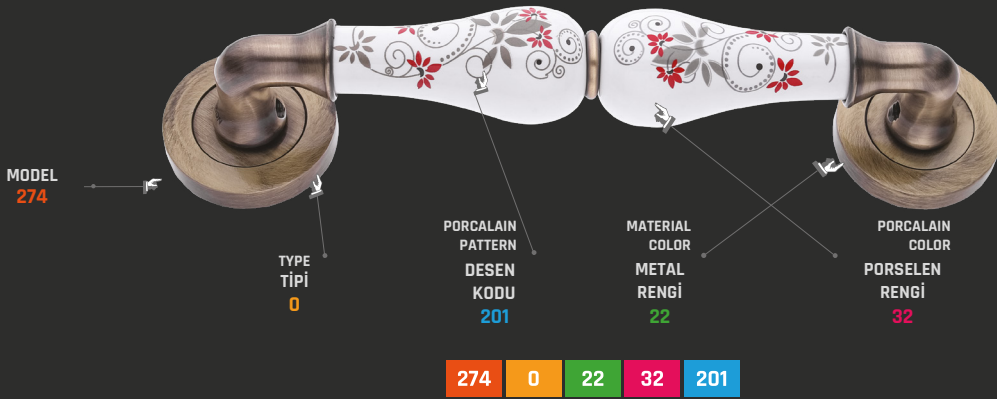 MODEL
274
TYPE
TİPİ
0
PORCALAIN
PATTERN
DESEN
KODU
201
MATERIAL
COLOR
METAL
RENGİ
22
PORCALAIN
COLOR
PORSELEN
RENGİ
32
274 0 22 32 201